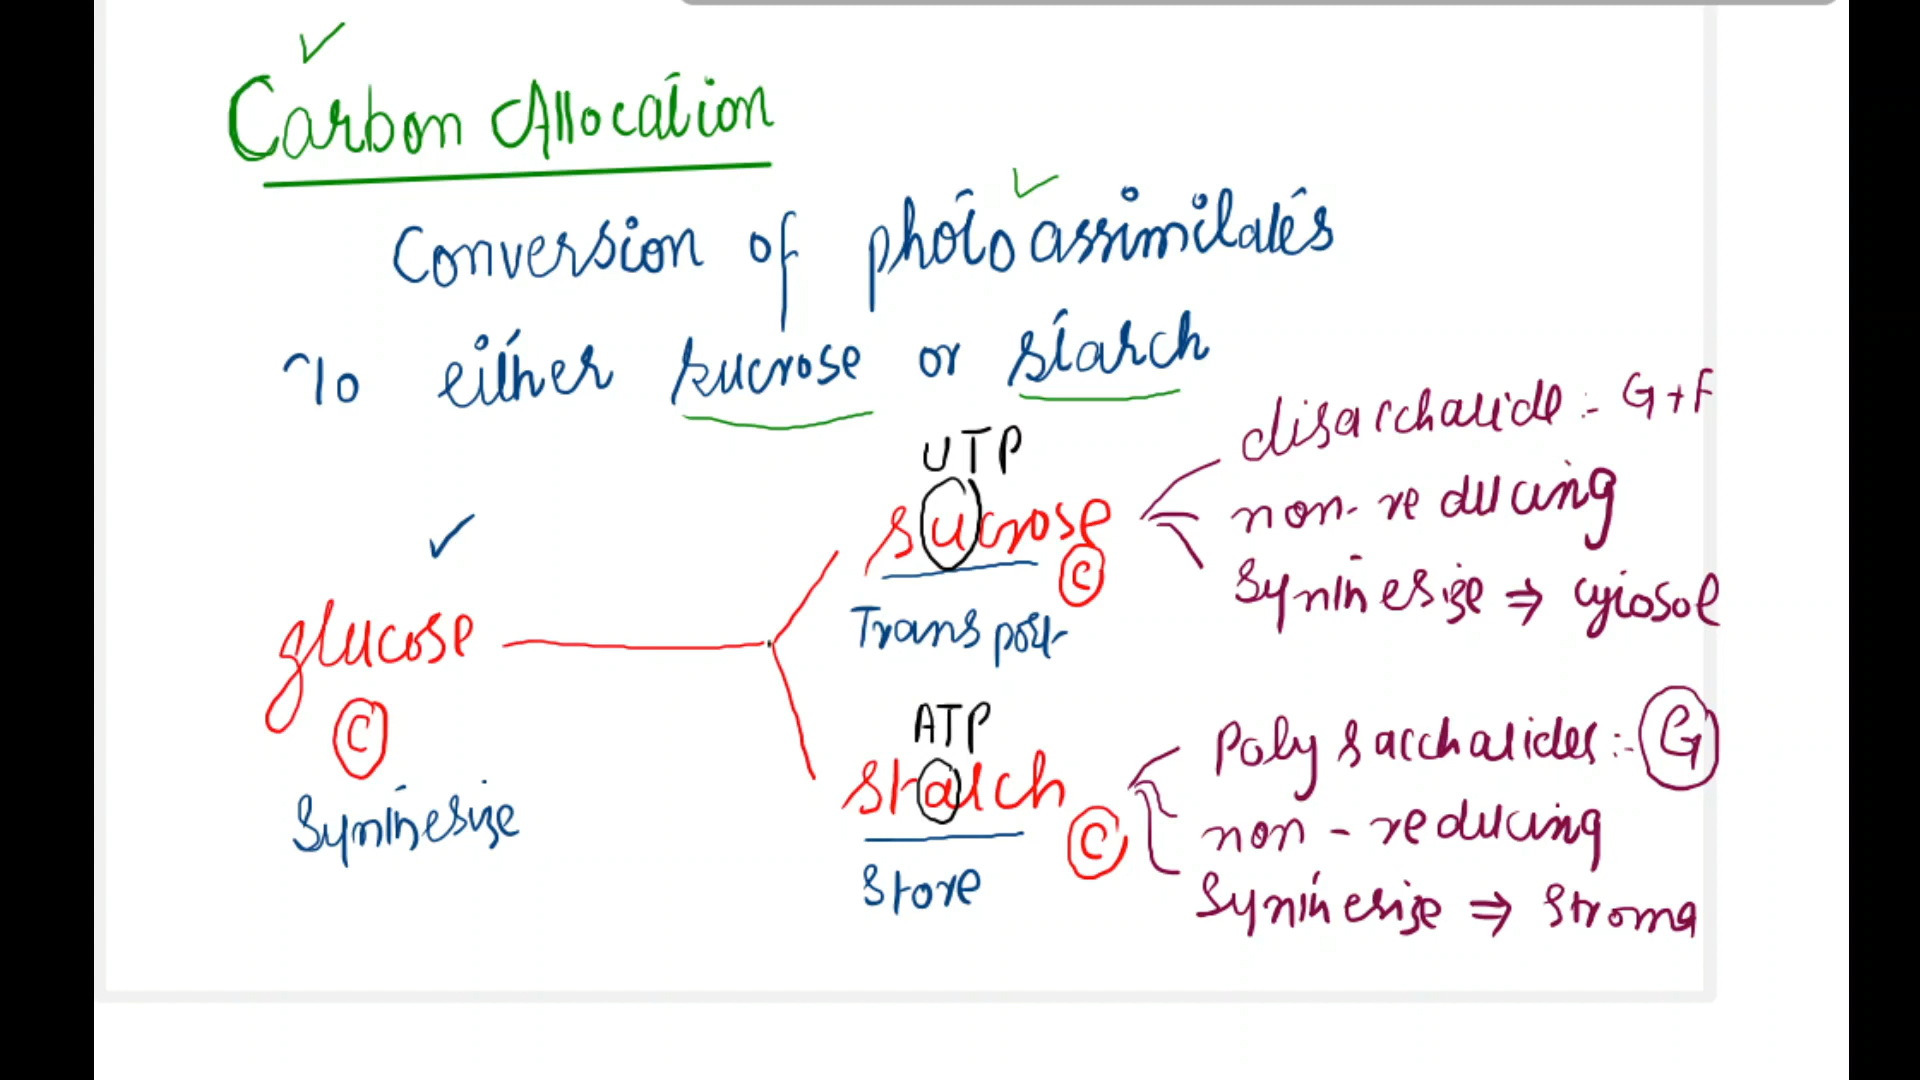 Carbon Allocation
Conversion of photoassimilates
To either sucrose or starch
disaccharide :- G+F
UTP
sucrose
non-reducing
C
Synthesize ⇒ cytosol
Transport
glucose
C
Synthesize
ATP
Polysaccharides :- G
starch
C
non-reducing
Store
Synthesize ⇒ Stroma